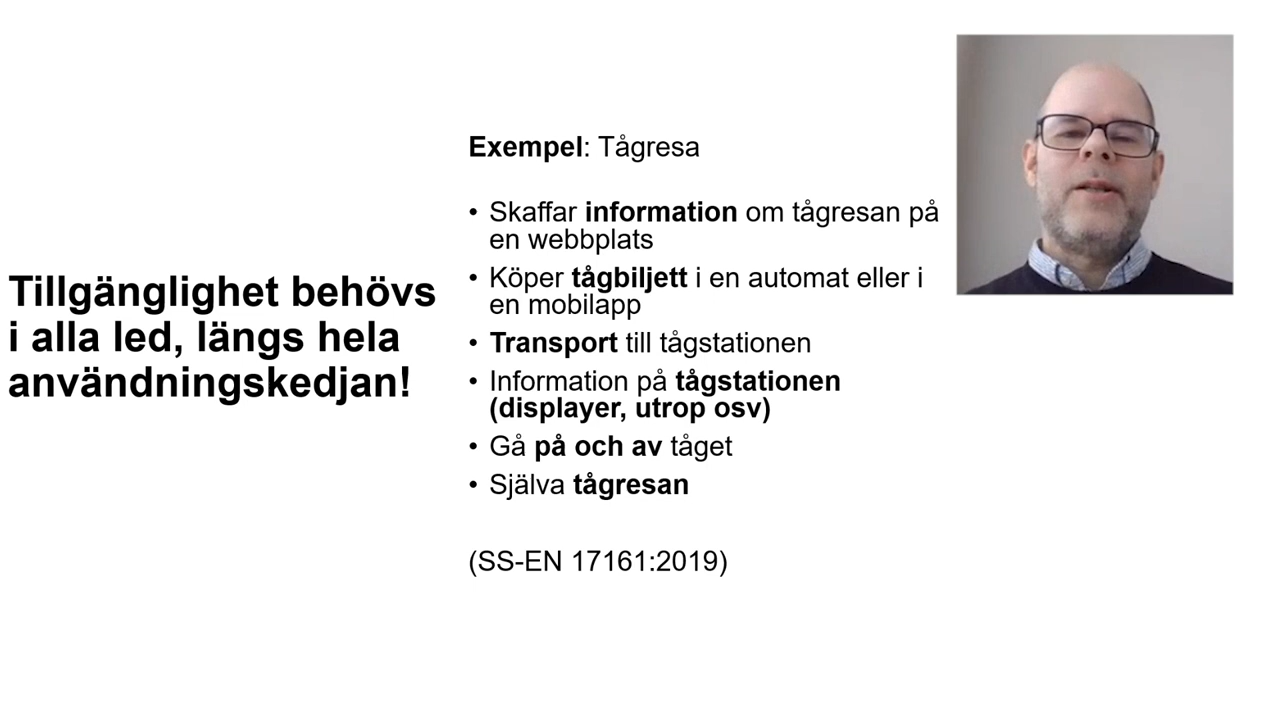 Tillgänglighet behövs
i alla led, längs hela
användningskedjan!
Exempel: Tågresa
• Skaffar information om tågresan på
en webbplats
• Köper tågbiljett i en automat eller i
en mobilapp
• Transport till tågstationen
• Information på tågstationen
(displayer, utrop osv)
• Gå på och av tåget
• Själva tågresan
(SS-EN 17161:2019)